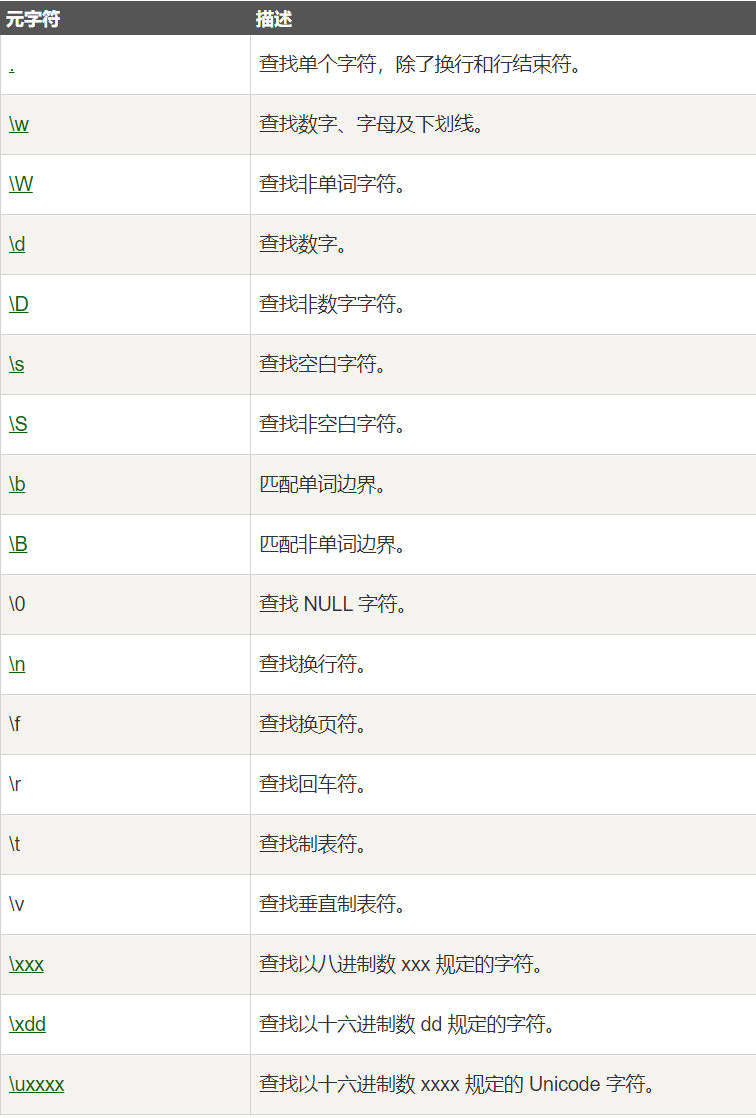 元字符 描述
. 查找单个字符，除了换行和行结束符。
\w 查找数字、字母及下划线。
\W 查找非单词字符。
\d 查找数字。
\D 查找非数字字符。
\s 查找空白字符。
\S 查找非空白字符。
\b 匹配单词边界。
\B 匹配非单词边界。
\0 查找 NULL 字符。
\n 查找换行符。
\f 查找换页符。
\r 查找回车符。
\t 查找制表符。
\v 查找垂直制表符。
\xxx 查找以八进制数 xxx 规定的字符。
\xdd 查找以十六进制数 dd 规定的字符。
\uxxxx 查找以十六进制数 xxxx 规定的 Unicode 字符。